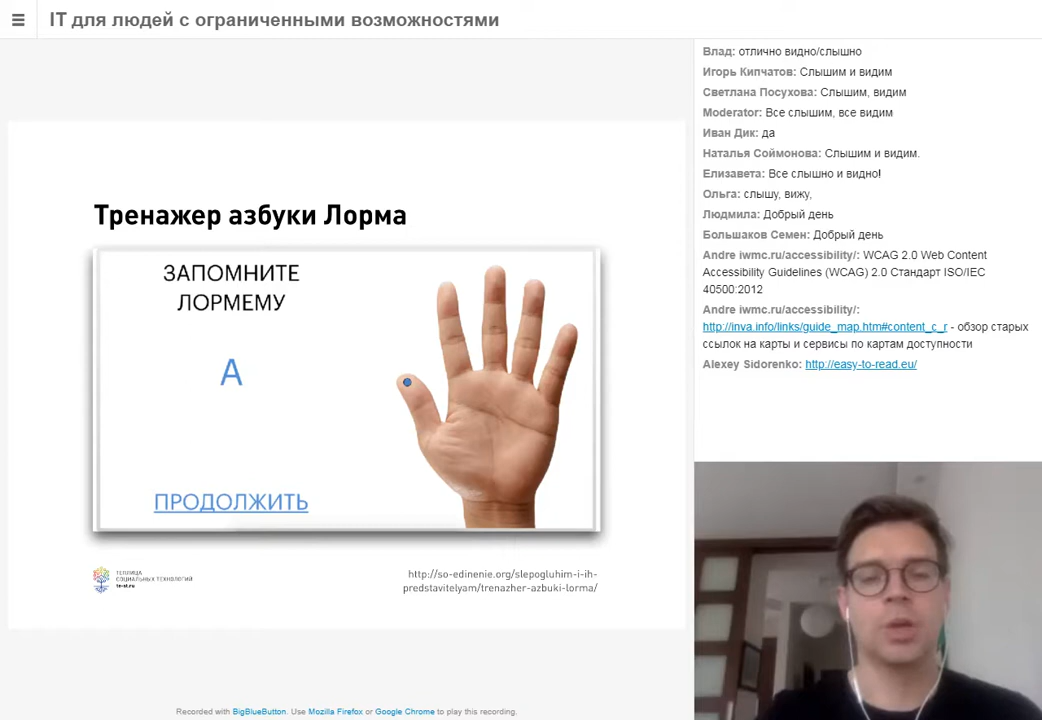 IT для людей с ограниченными возможностями
Тренажер азбуки Лорма
ЗАПОМНИТЕ
ЛОРМЕМУ
А
ПРОДОЛЖИТЬ
ТЕПЛИЦА
СОЦИАЛЬНЫХ ТЕХНОЛОГИЙ
te-st.ru
http://so-edinenie.org/slepogluhim-i-ih-
predstavitelyam/trenazher-azbuki-lorma/
Recorded with BigBlueButton. Use Mozilla Firefox or Google Chrome to play this recording.
Влад: отлично видно/слышно
Игорь Кипчатов: Слышим и видим
Светлана Посухова: Слышим, видим
Moderator: Все слышим, все видим
Иван Дик: да
Наталья Соймонова: Слышим и видим.
Елизавета: Все слышно и видно!
Ольга: слышу, вижу,
Людмила: Добрый день
Большаков Семен: Добрый день
Andre iwmc.ru/accessibility/: WCAG 2.0 Web Content
Accessibility Guidelines (WCAG) 2.0 Стандарт ISO/IEC
40500:2012
Andre iwmc.ru/accessibility/:
http://inva.info/links/guide_map.htm#content_c_r - обзор старых
ссылок на карты и сервисы по картам доступности
Alexey Sidorenko: http://easy-to-read.eu/